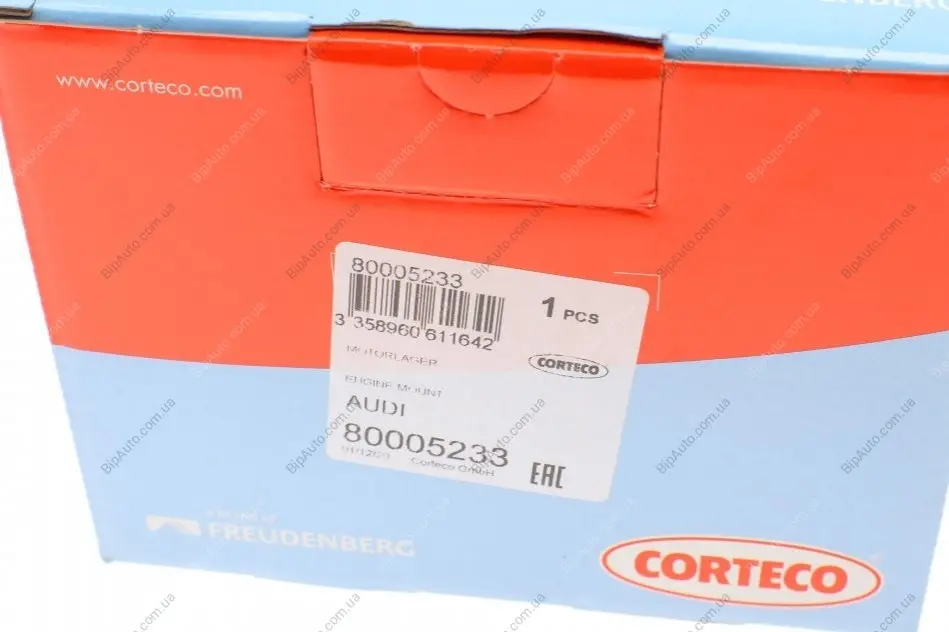 www.corteco.com
80005233
1 PCS
3 358960 611642
MOTORLAGER
CORTECO
ENGINE MOUNT
AUDI
80005233
Corteco GmbH
EAC
FREUDENBERG
CORTECO
BipAuto.com.ua